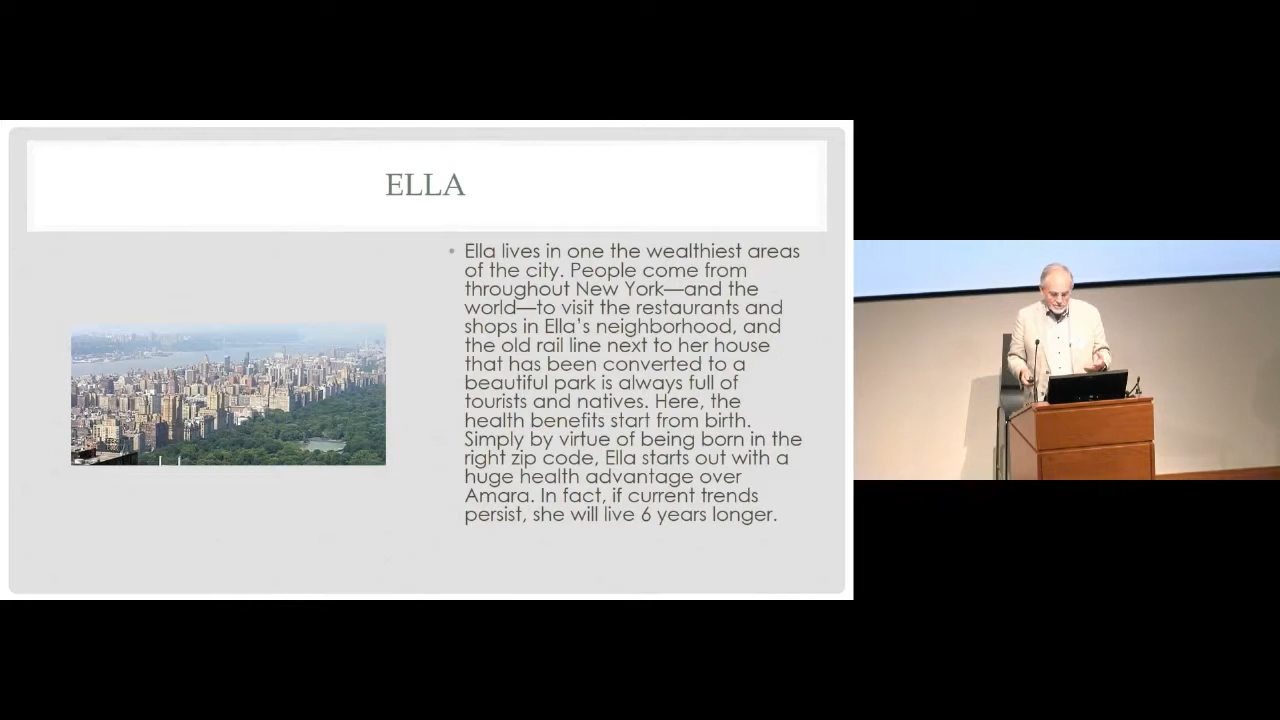 ELLA
• Ella lives in one the wealthiest areas
of the city. People come from
throughout New York—and the
world—to visit the restaurants and
shops in Ella's neighborhood, and
the old rail line next to her house
that has been converted to a
beautiful park is always full of
tourists and natives. Here, the
health benefits start from birth.
Simply by virtue of being born in the
right zip code, Ella starts out with a
huge health advantage over
Amara. In fact, if current trends
persist, she will live 6 years longer.